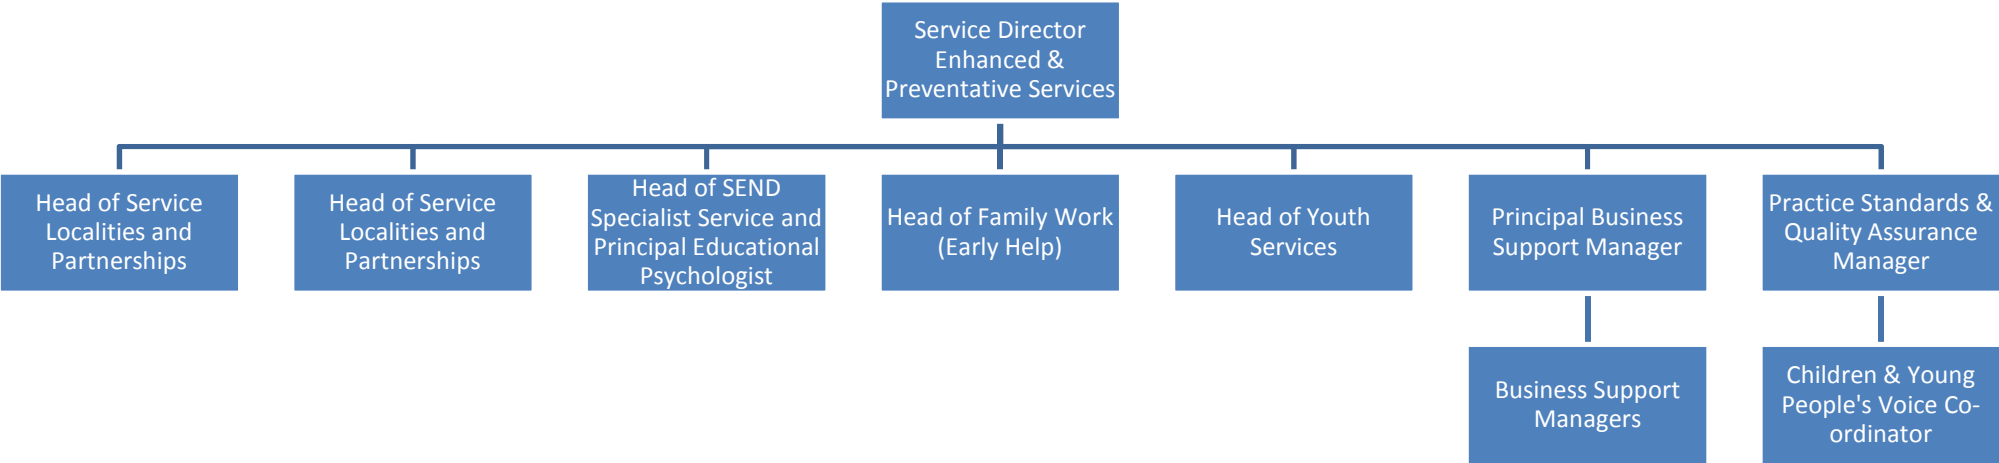 Service Director
Enhanced &
Preventative Services
Head of Service
Localities and
Partnerships
Head of Service
Localities and
Partnerships
Head of SEND
Specialist Service and
Principal Educational
Psychologist
Head of Family Work
(Early Help)
Head of Youth
Services
Principal Business
Support Manager
Practice Standards &
Quality Assurance
Manager
Business Support
Managers
Children & Young
People's Voice Co-
ordinator